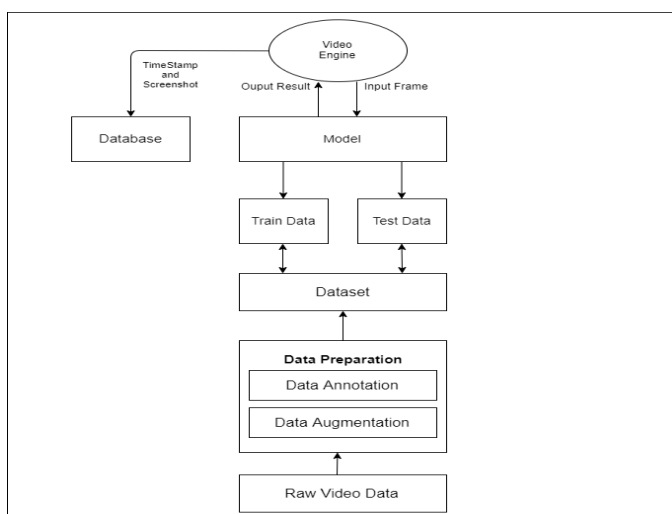 Video
Engine
TimeStamp
and
Screenshot
Ouput Result
Input Frame
Database
Model
Train Data
Test Data
Dataset
Data Preparation
Data Annotation
Data Augmentation
Raw Video Data